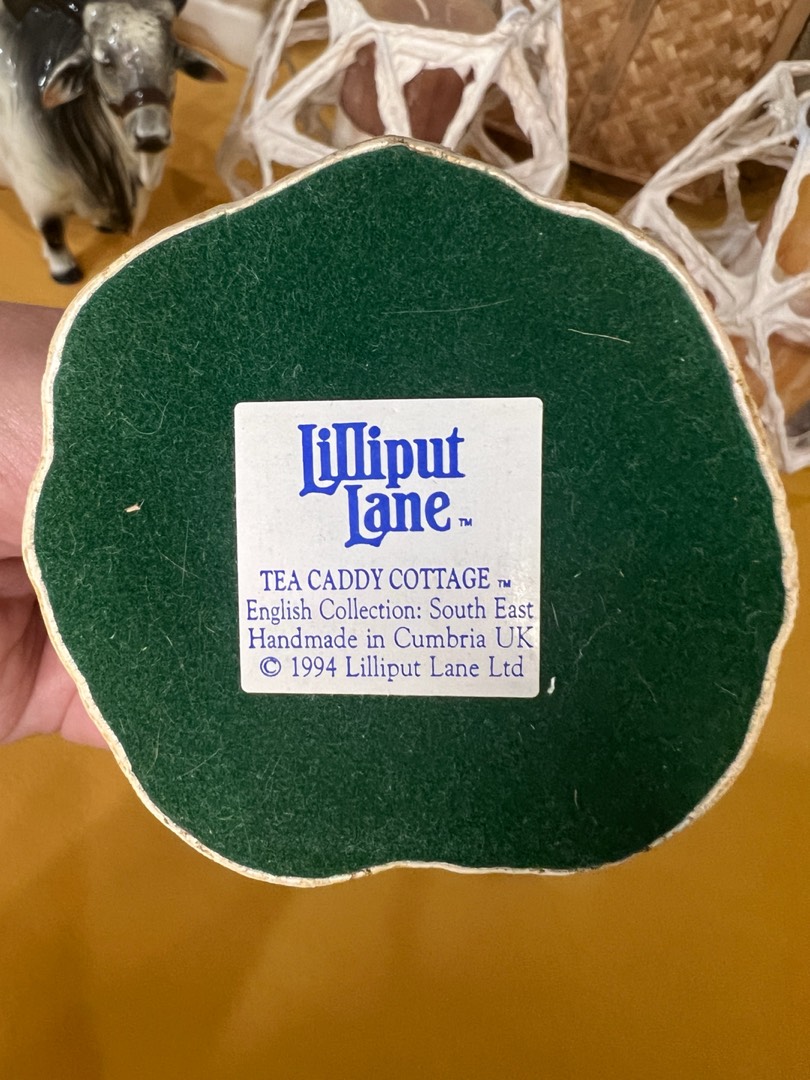 Lilliput
Lane™
TEA CADDY COTTAGE™
English Collection: South East
Handmade in Cumbria UK
© 1994 Lilliput Lane Ltd